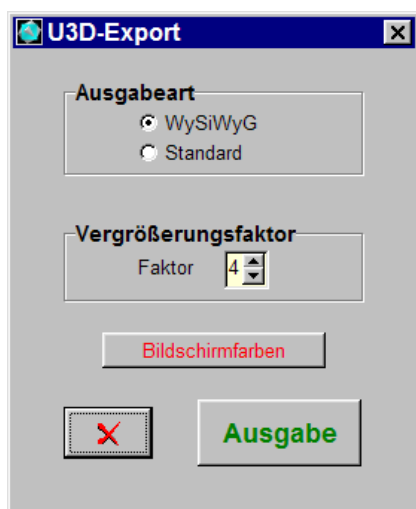 U3D-Export
Ausgabeart
WySiWyG
Standard
Vergrößerungsfaktor
Faktor 4
Bildschirmfarben
Ausgabe